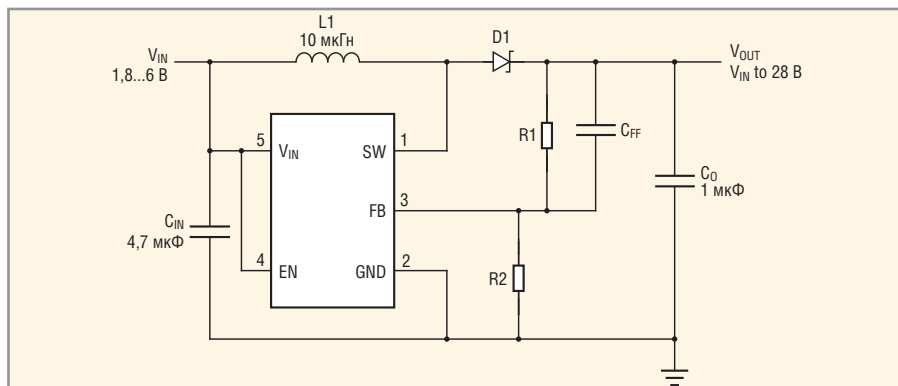 L1
10 мкГн
D1
V_IN
1,8...6 В
V_OUT
V_IN to 28 В
R1
C_FF
5
V_IN
SW
1
C_O
1 мкФ
FB
3
C_IN
4,7 мкФ
4
EN
GND
2
R2